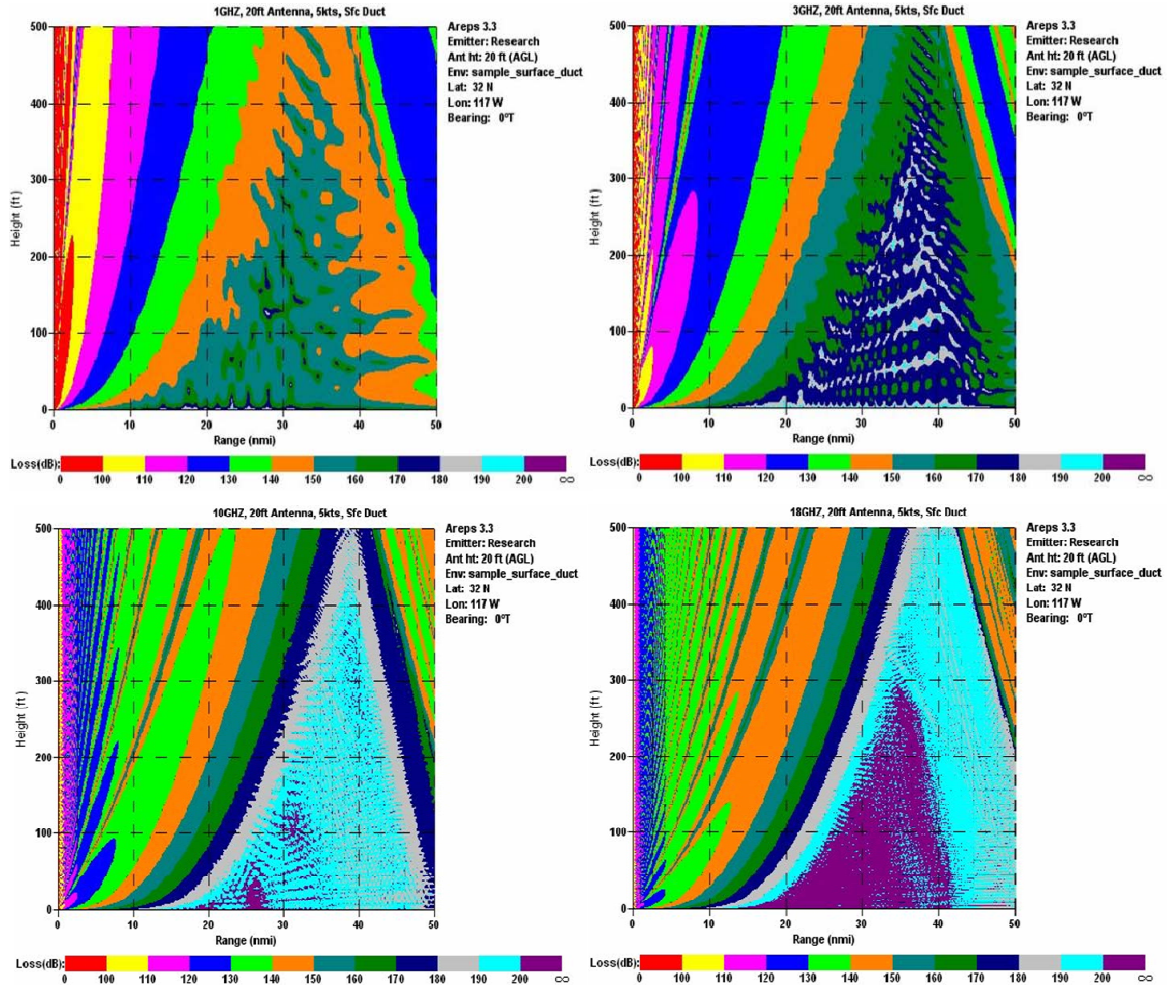 1GHZ, 20ft Antenna, 5kts, Sfc Duct
500
400
300
200
100
0
Height (ft)
0 10 20 30 40 50
Range (nmi)
Areps 3.3
Emitter: Research
Ant ht: 20 ft (AGL)
Env: sample_surface_duct
Lat: 32 N
Lon: 117 W
Bearing: 0°T
Loss(dB):
0 100 110 120 130 140 150 160 170 180 190 200 ∞
3GHZ, 20ft Antenna, 5kts, Sfc Duct
500
400
300
200
100
0
Height (ft)
0 10 20 30 40 50
Range (nmi)
Areps 3.3
Emitter: Research
Ant ht: 20 ft (AGL)
Env: sample_surface_duct
Lat: 32 N
Lon: 117 W
Bearing: 0°T
Loss(dB):
0 100 110 120 130 140 150 160 170 180 190 200 ∞
10GHZ, 20ft Antenna, 5kts, Sfc Duct
500
400
300
200
100
0
Height (ft)
0 10 20 30 40 50
Range (nmi)
Areps 3.3
Emitter: Research
Ant ht: 20 ft (AGL)
Env: sample_surface_duct
Lat: 32 N
Lon: 117 W
Bearing: 0°T
Loss(dB):
0 100 110 120 130 140 150 160 170 180 190 200 ∞
18GHZ, 20ft Antenna, 5kts, Sfc Duct
500
400
300
200
100
0
Height (ft)
0 10 20 30 40 50
Range (nmi)
Areps 3.3
Emitter: Research
Ant ht: 20 ft (AGL)
Env: sample_surface_duct
Lat: 32 N
Lon: 117 W
Bearing: 0°T
Loss(dB):
0 100 110 120 130 140 150 160 170 180 190 200 ∞